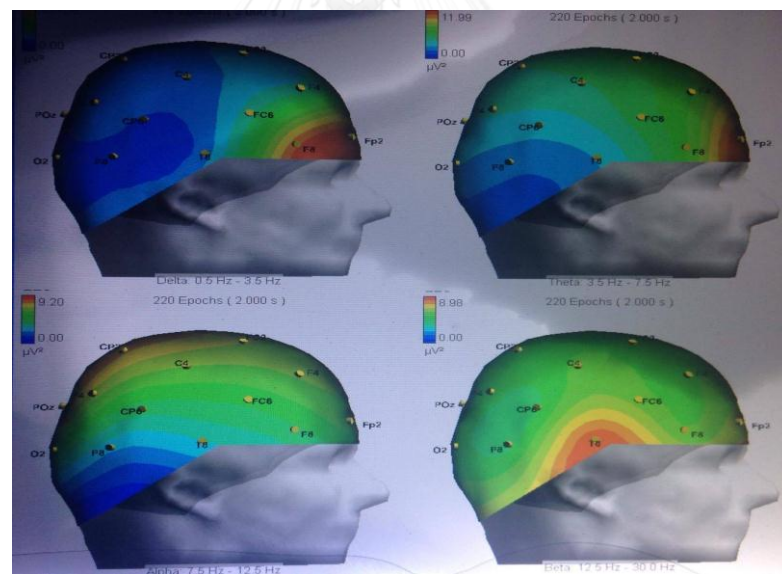 0.00
µV²
C4
F4
POz
CP6
FC6
O2
P8
T8
F8
Fp2
Delta: 0.5 Hz - 3.5 Hz
11.99
220 Epochs ( 2.000 s )
0.00
µV²
C4
F4
POz
CP6
FC6
O2
P8
T8
F8
Fp2
Theta: 3.5 Hz - 7.5 Hz
9.20
220 Epochs ( 2.000 s )
0.00
µV²
C4
F4
POz
CP6
FC6
O2
P8
T8
F8
Fp2
Alpha: 7.5 Hz - 12.5 Hz
8.98
220 Epochs ( 2.000 s )
0.00
µV²
C4
F4
POz
CP6
FC6
O2
P8
T8
F8
Fp2
Beta: 12.5 Hz - 30.0 Hz